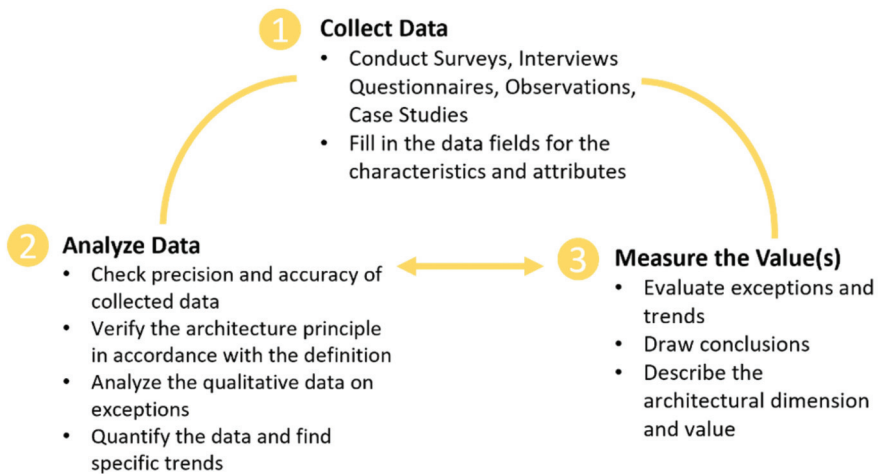 1 Collect Data
• Conduct Surveys, Interviews
Questionnaires, Observations,
Case Studies
• Fill in the data fields for the
characteristics and attributes
2 Analyze Data
• Check precision and accuracy of
collected data
• Verify the architecture principle
in accordance with the definition
• Analyze the qualitative data on
exceptions
• Quantify the data and find
specific trends
3 Measure the Value(s)
• Evaluate exceptions and
trends
• Draw conclusions
• Describe the
architectural dimension
and value